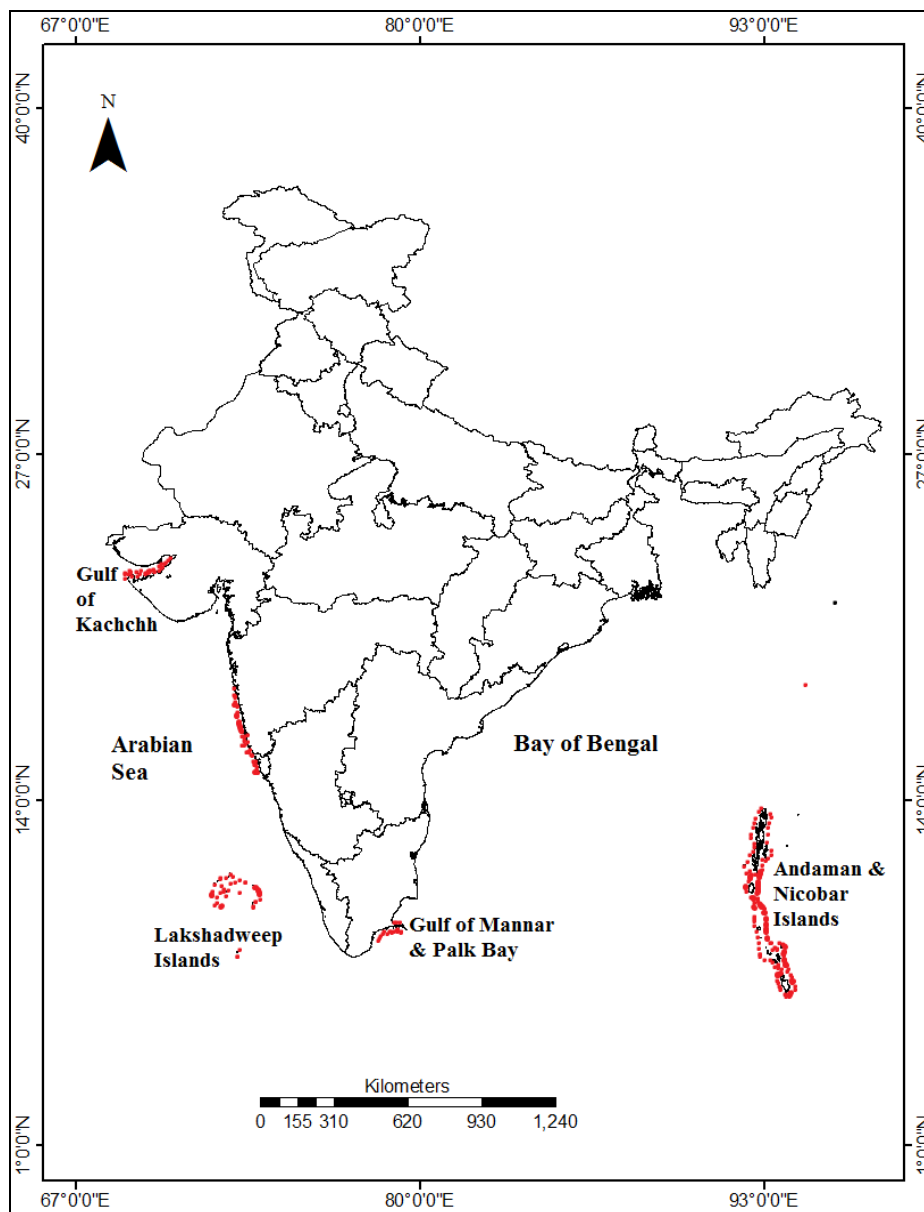 67°0'0"E 80°0'0"E 93°0'0"E
40°0'0"N 40°0'0"N
N
27°0'0"N 27°0'0"N
Gulf
of
Kachchh
Arabian
Sea
Bay of Bengal
14°0'0"N 14°0'0"N
Andaman &
Nicobar
Islands
Lakshadweep
Islands
Gulf of Mannar
& Palk Bay
Kilometers
0 155 310 620 930 1,240
1°0'0"N 1°0'0"N
67°0'0"E 80°0'0"E 93°0'0"E